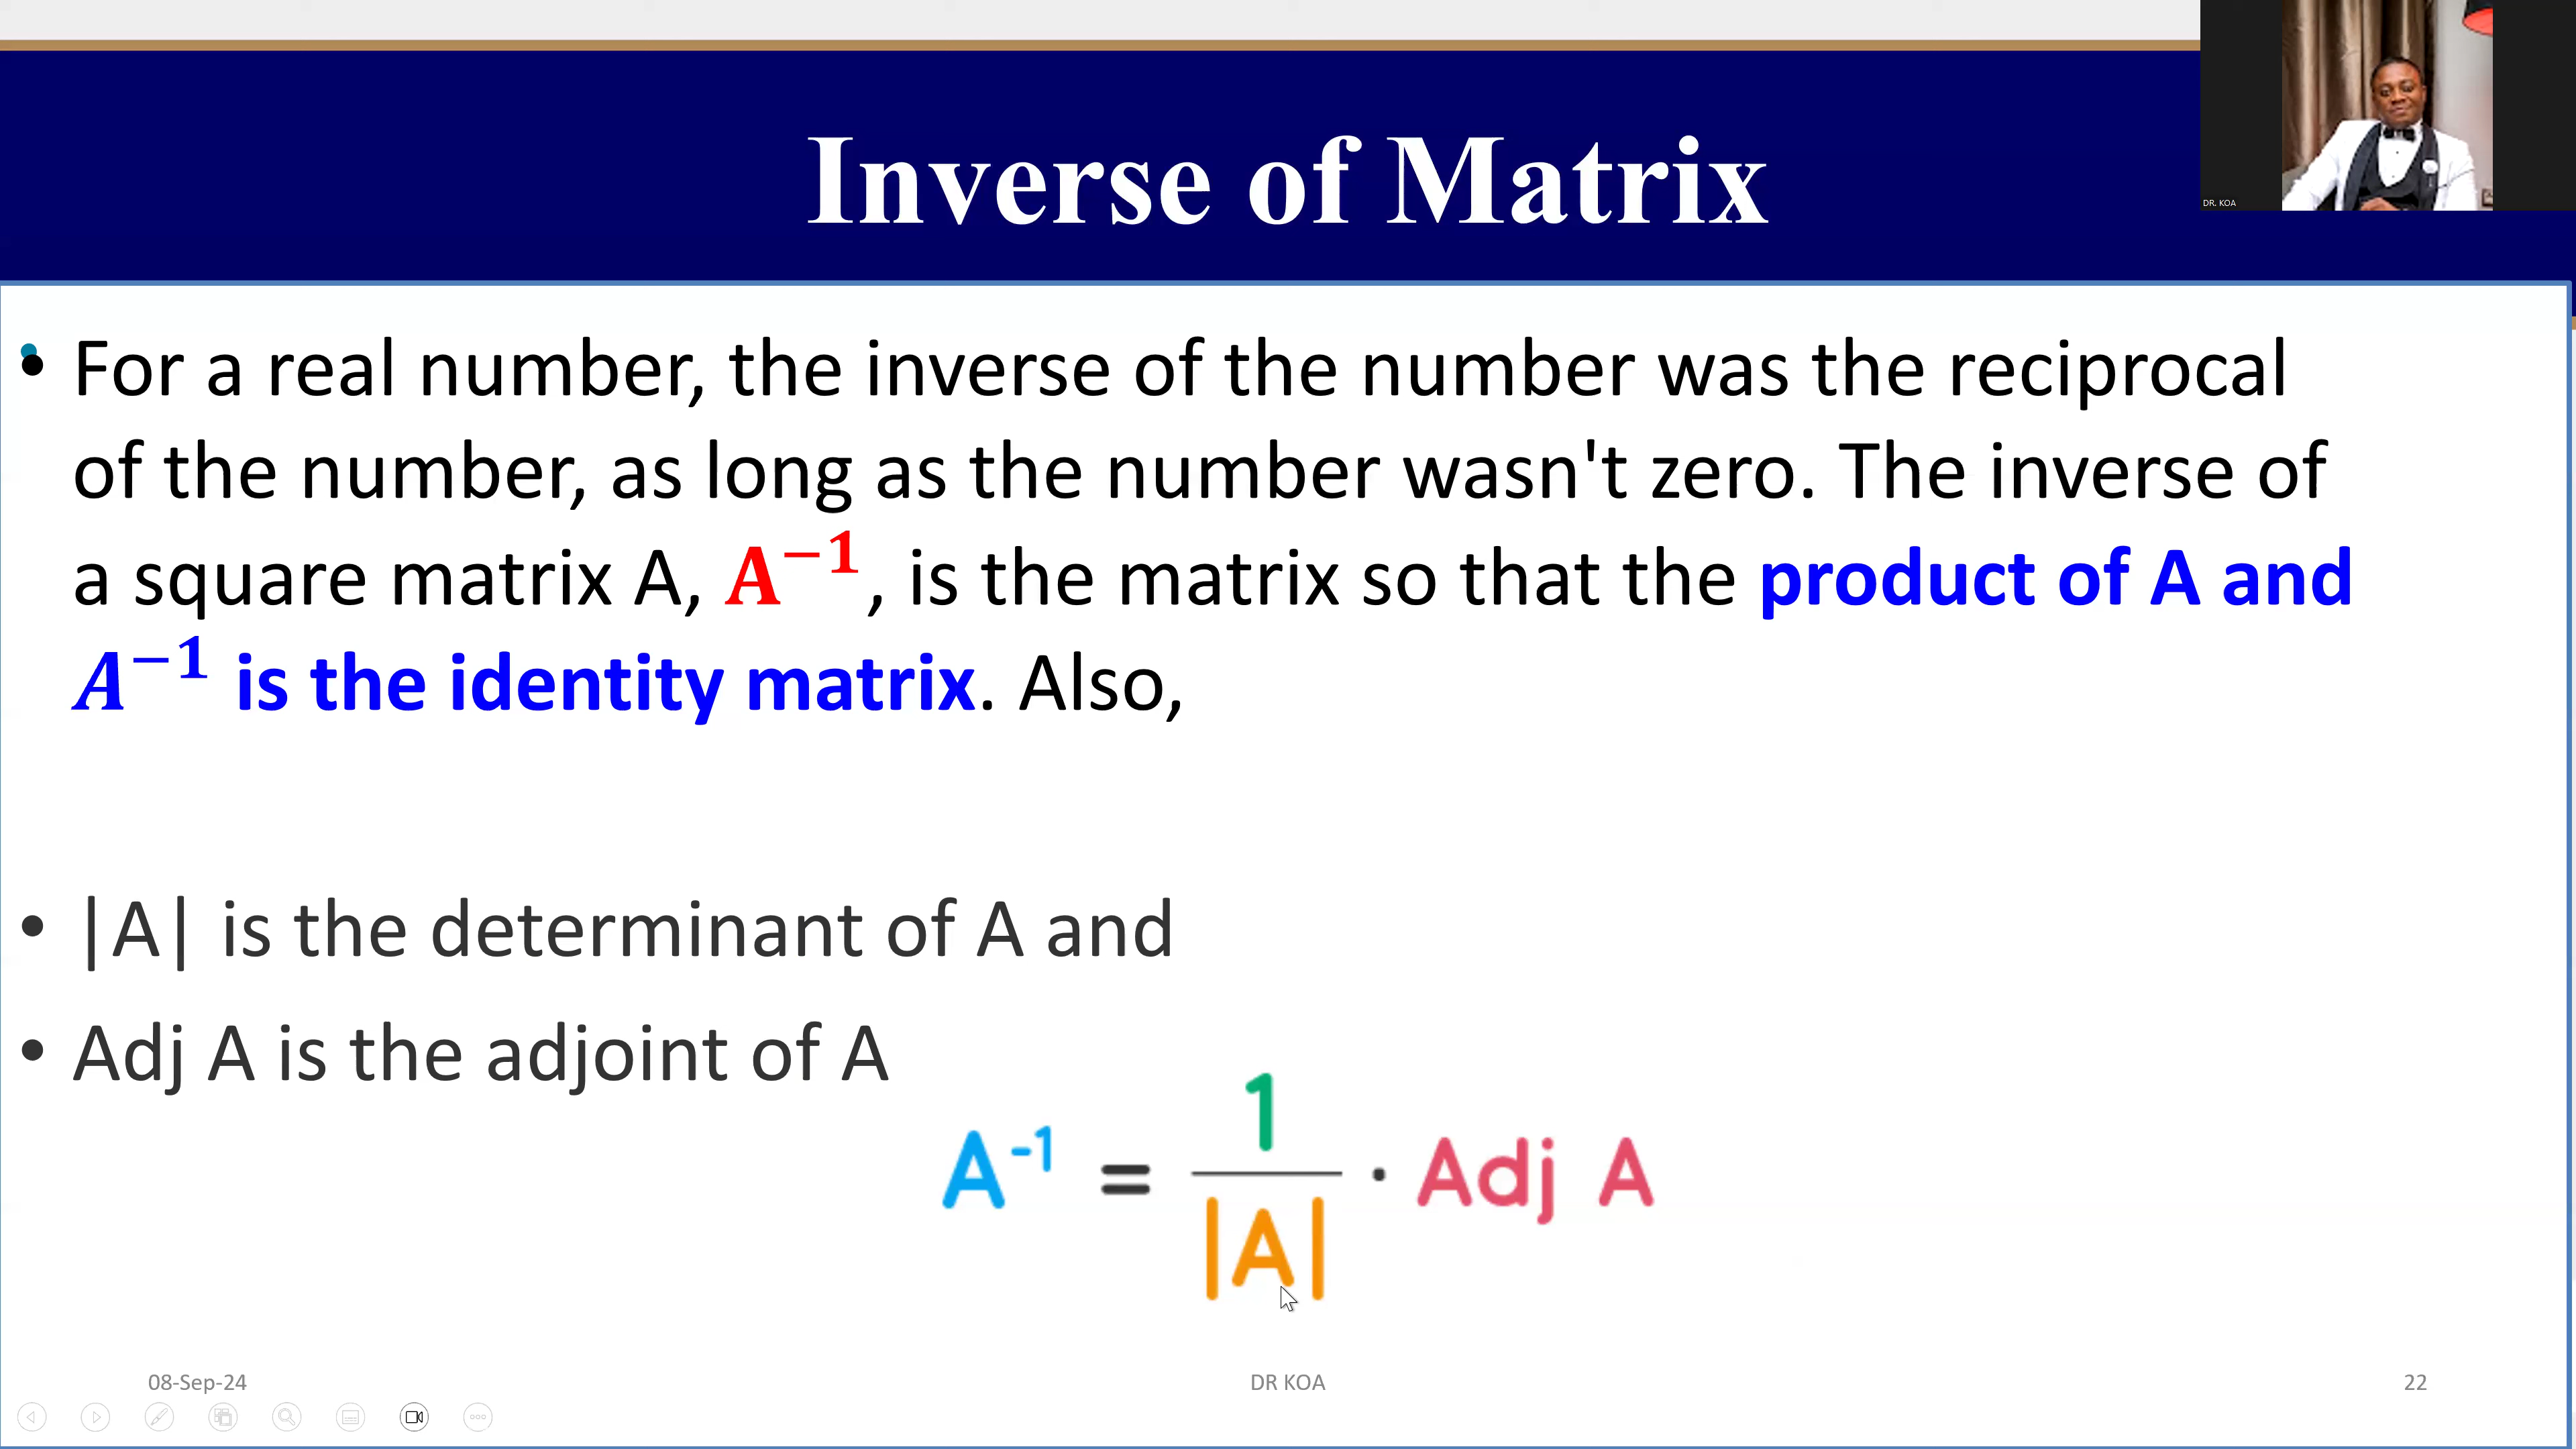 DR. KOA
Inverse of Matrix
• For a real number, the inverse of the number was the reciprocal
of the number, as long as the number wasn't zero. The inverse of
a square matrix A, A⁻¹, is the matrix so that the product of A and
A⁻¹ is the identity matrix. Also,
• |A| is the determinant of A and
• Adj A is the adjoint of A
A⁻¹ = 1/|A| · Adj A
08-Sep-24
DR KOA
22